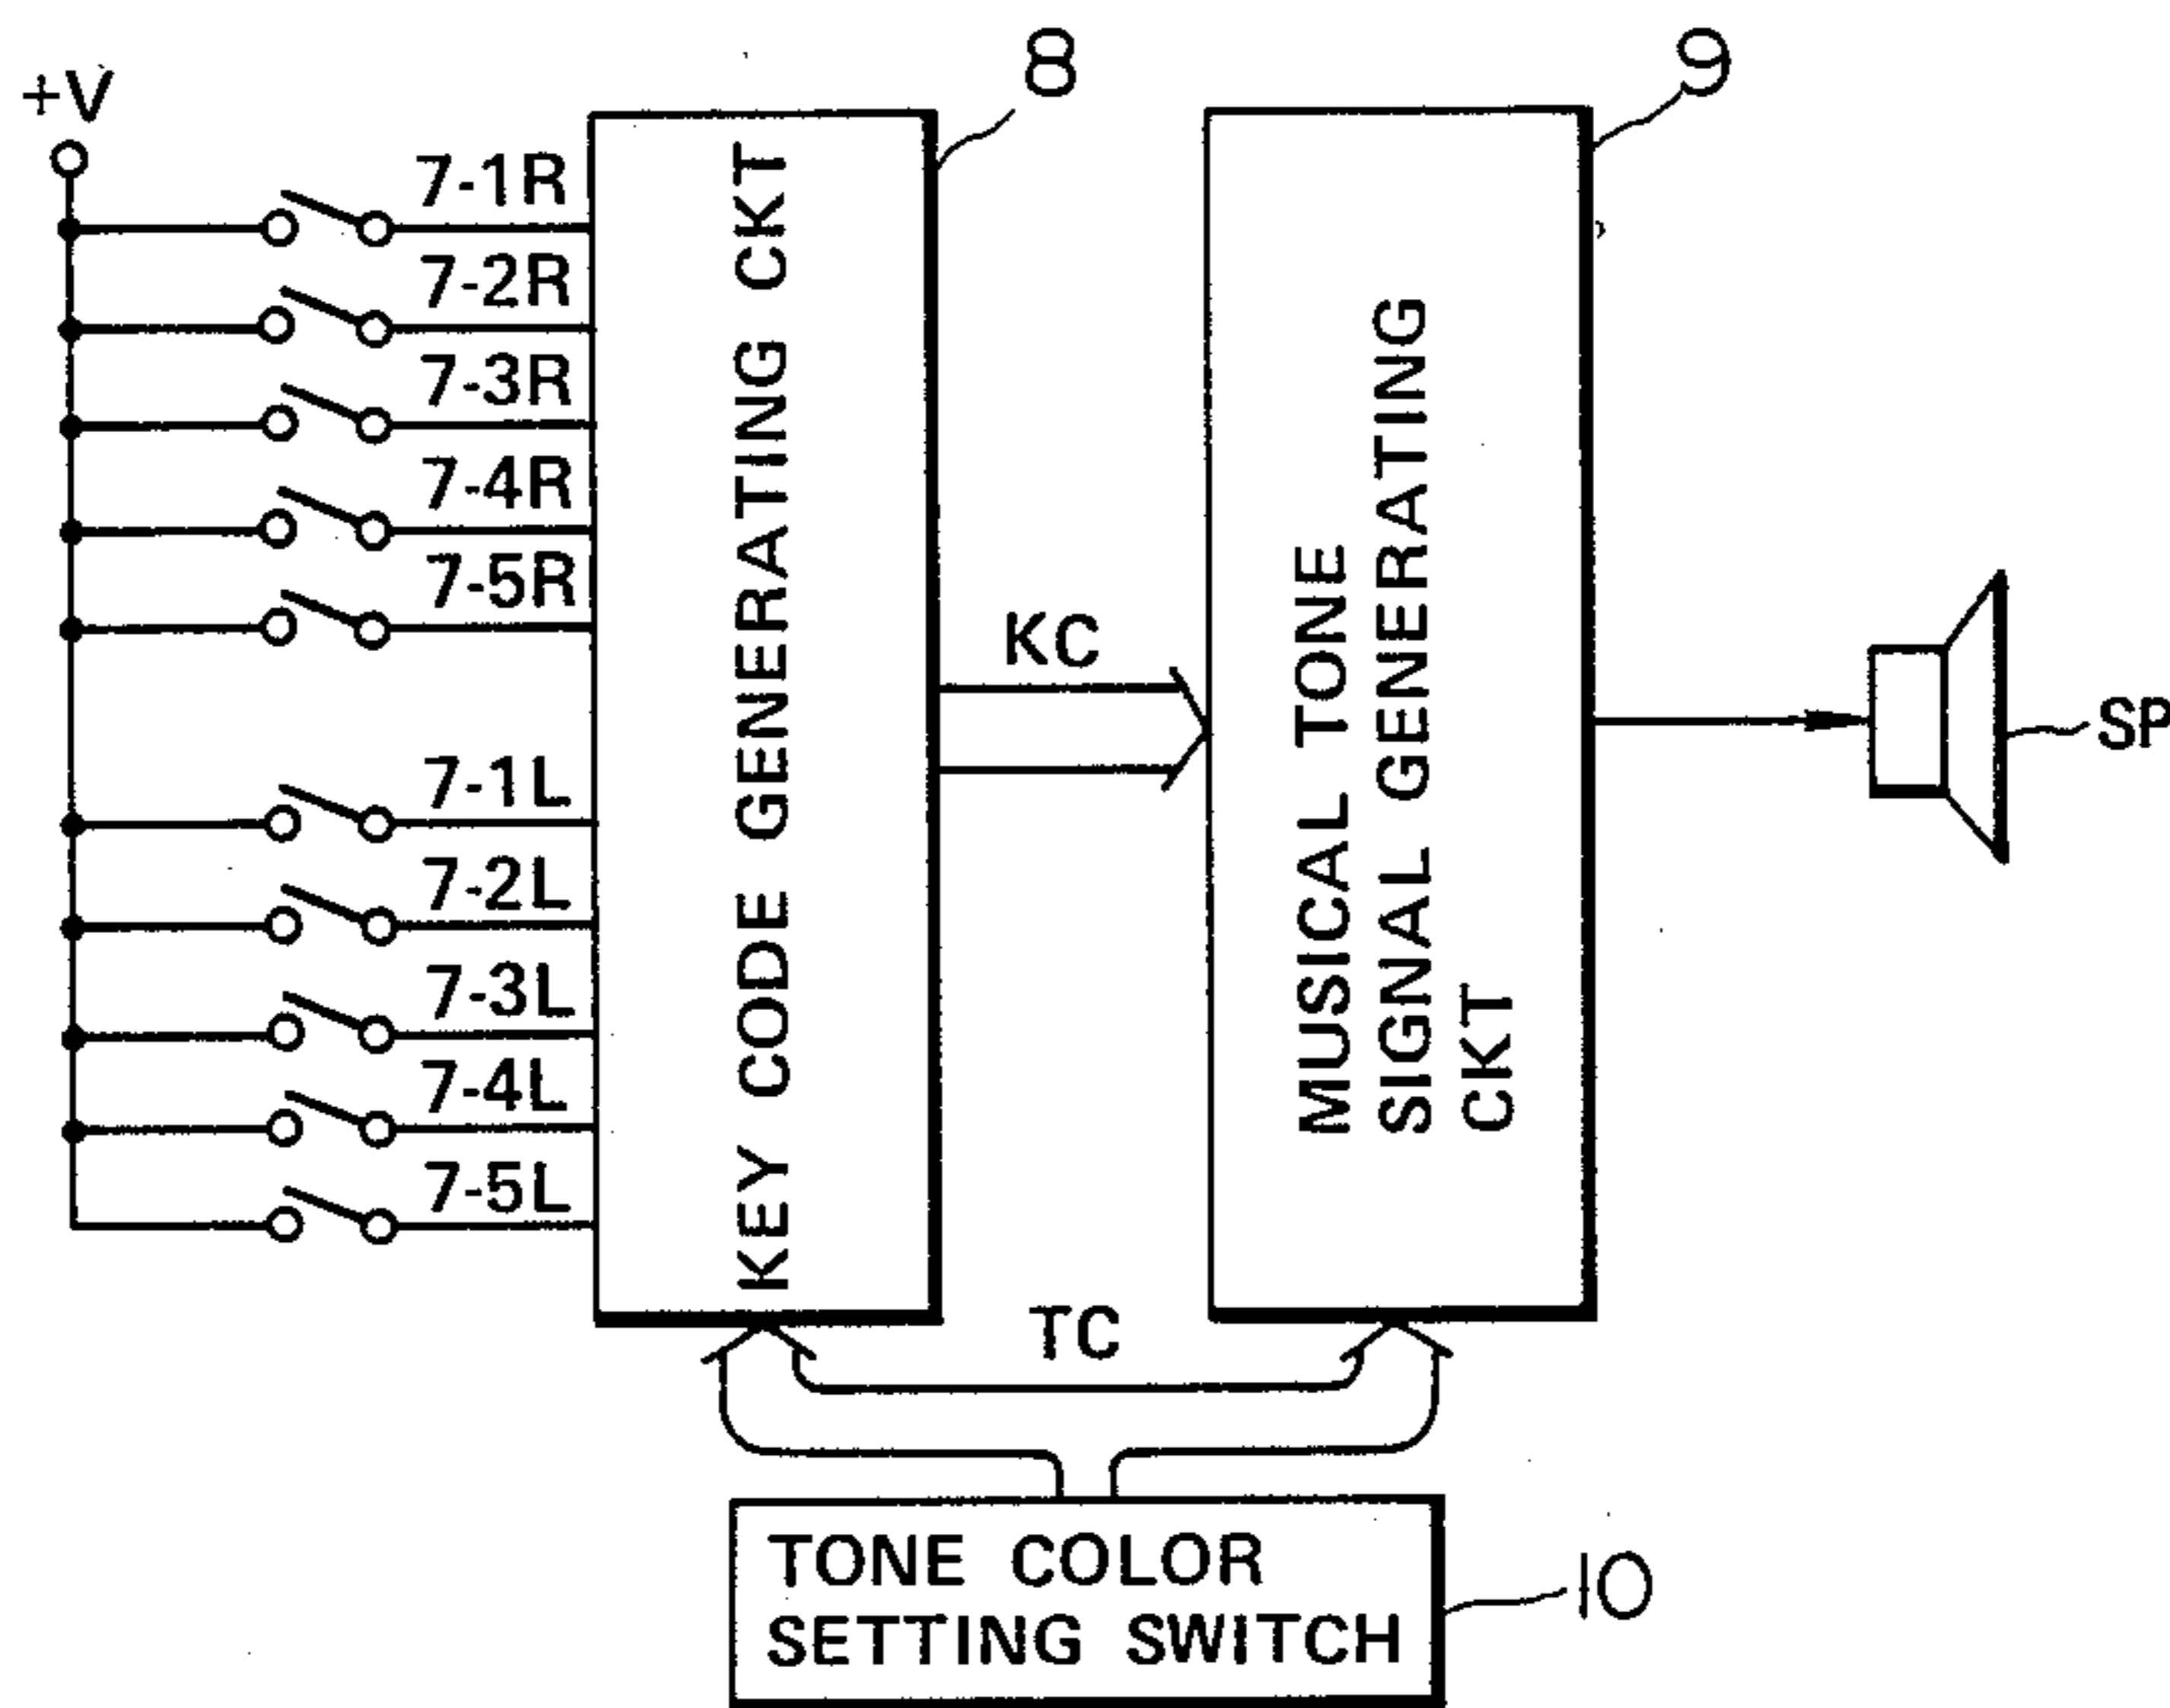 +V
8
9
7-1R
7-2R
7-3R
7-4R
7-5R
7-1L
7-2L
7-3L
7-4L
7-5L
KEY CODE GENERATING CKT
KC
MUSICAL TONE
SIGNAL GENERATING
CKT
SP
TC
TONE COLOR
SETTING SWITCH
10